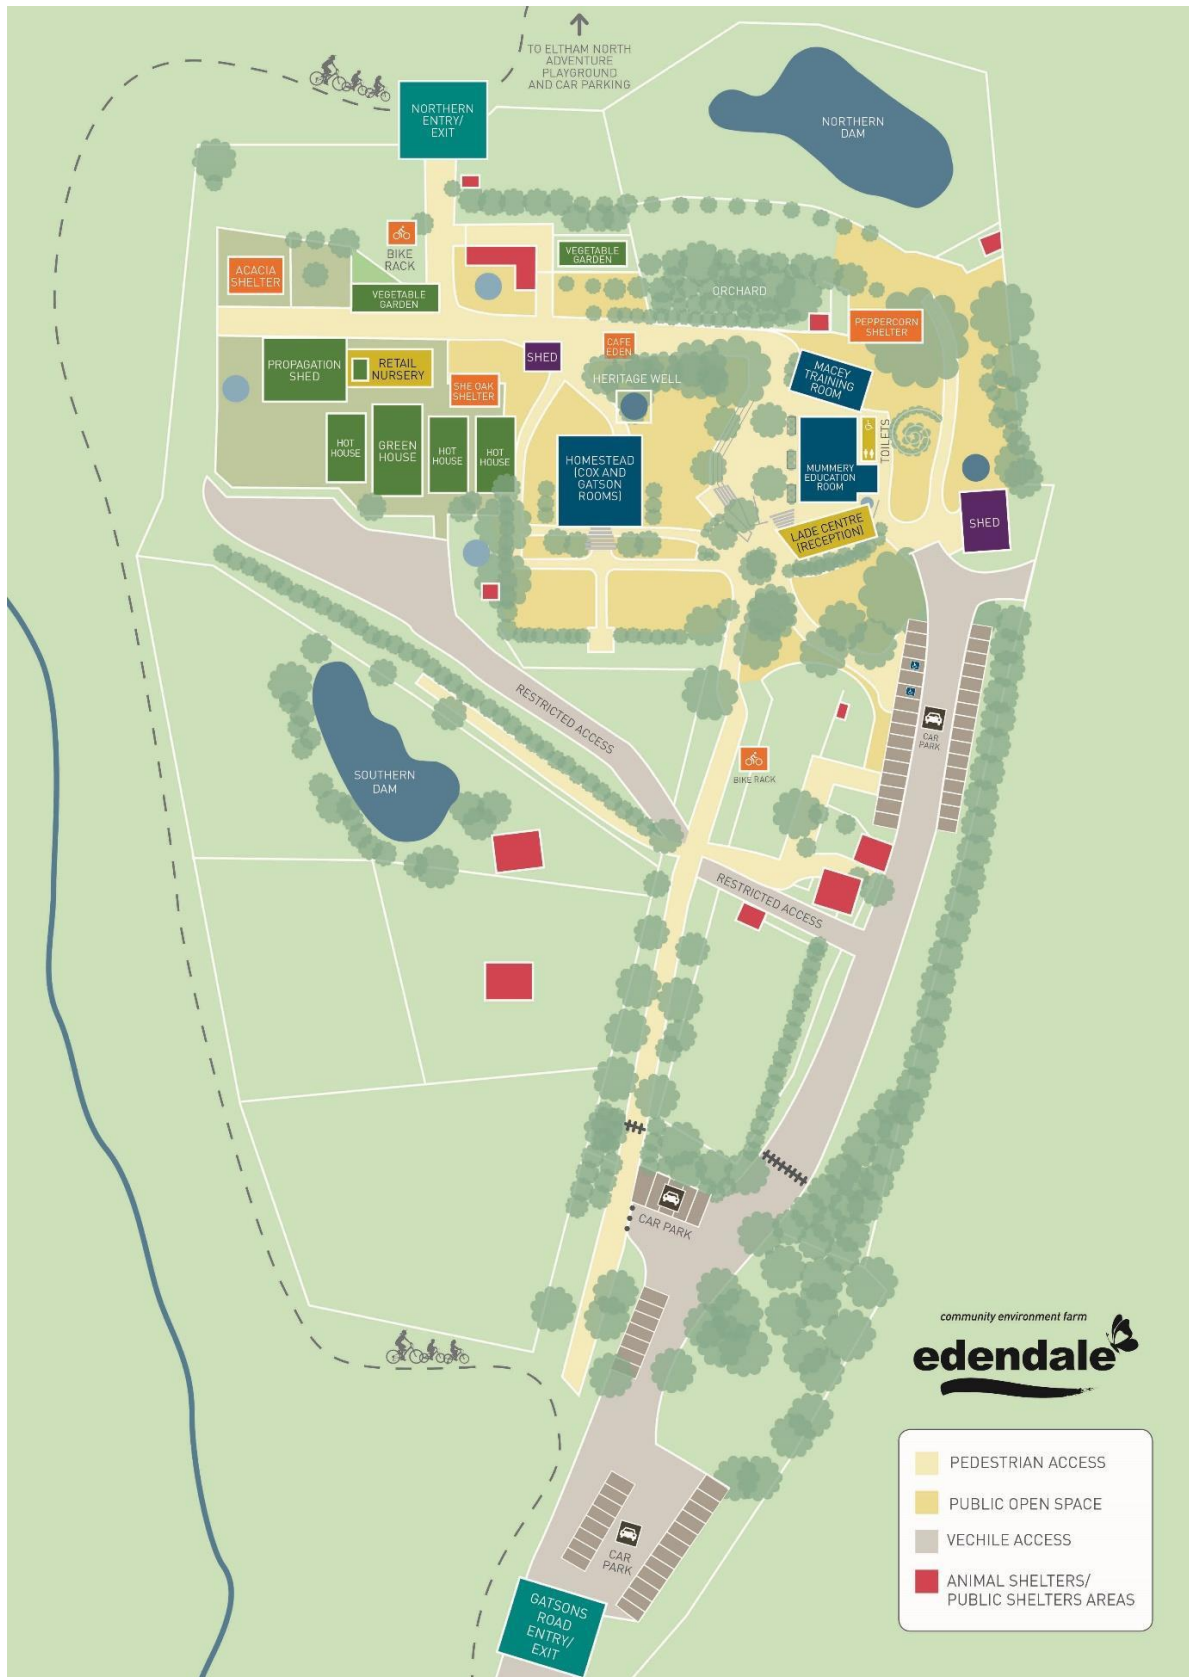 TO ELTHAM NORTH
ADVENTURE
PLAYGROUND
AND CAR PARKING
NORTHERN
ENTRY/
EXIT
NORTHERN
DAM
BIKE
RACK
ACACIA
SHELTER
VEGETABLE
GARDEN
VEGETABLE
GARDEN
ORCHARD
PEPPERCORN
SHELTER
CAFE
EDEN
SHED
PROPAGATION
SHED
RETAIL
NURSERY
SHE OAK
SHELTER
HERITAGE WELL
MACEY
TRAINING
ROOM
TOILETS
HOT
HOUSE
GREEN
HOUSE
HOT
HOUSE
HOT
HOUSE
HOMESTEAD
(COX AND
GATSON
ROOMS)
MUMMERY
EDUCATION
ROOM
LADE CENTRE
(RECEPTION)
SHED
RESTRICTED ACCESS
CAR
PARK
SOUTHERN
DAM
BIKE RACK
RESTRICTED ACCESS
CAR PARK
community environment farm
edendale
PEDESTRIAN ACCESS
PUBLIC OPEN SPACE
VECHILE ACCESS
ANIMAL SHELTERS/
PUBLIC SHELTERS AREAS
CAR
PARK
GATSONS
ROAD
ENTRY/
EXIT